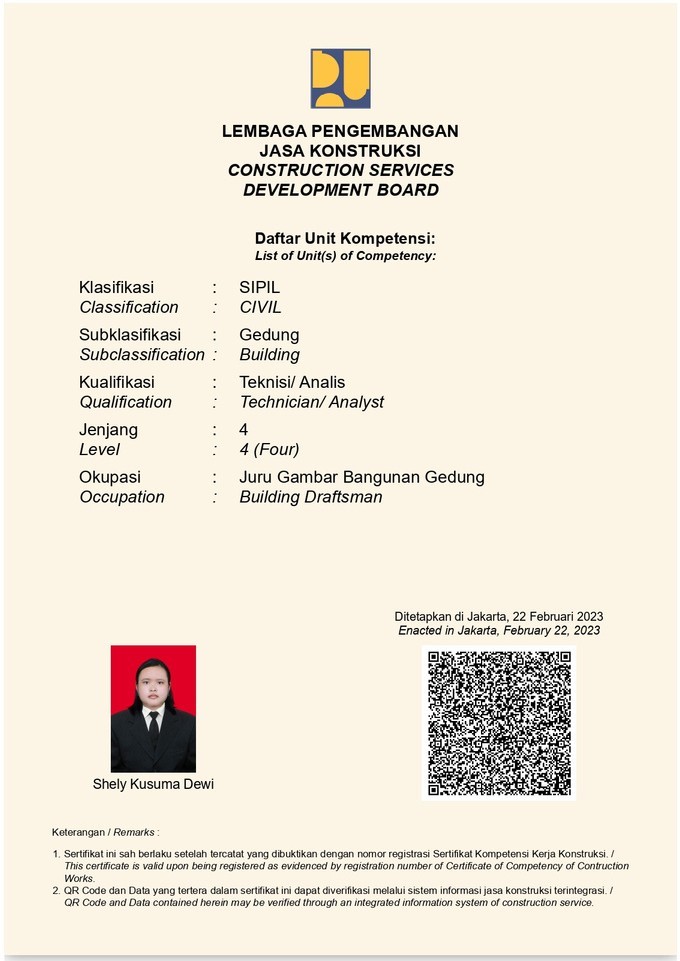 LEMBAGA PENGEMBANGAN
JASA KONSTRUKSI
CONSTRUCTION SERVICES
DEVELOPMENT BOARD
Daftar Unit Kompetensi:
List of Unit(s) of Competency:
Klasifikasi : SIPIL
Classification : CIVIL
Subklasifikasi : Gedung
Subclassification : Building
Kualifikasi : Teknisi/ Analis
Qualification : Technician/ Analyst
Jenjang : 4
Level : 4 (Four)
Okupasi : Juru Gambar Bangunan Gedung
Occupation : Building Draftsman
Ditetapkan di Jakarta, 22 Februari 2023
Enacted in Jakarta, February 22, 2023
Shely Kusuma Dewi
Keterangan / Remarks :
1. Sertifikat ini sah berlaku setelah tercatat yang dibuktikan dengan nomor registrasi Sertifikat Kompetensi Kerja Konstruksi. /
This certificate is valid upon being registered as evidenced by registration number of Certificate of Competency of Contruction
Works.
2. QR Code dan Data yang tertera dalam sertifikat ini dapat diverifikasi melalui sistem informasi jasa konstruksi terintegrasi. /
QR Code and Data contained herein may be verified through an integrated information system of construction service.